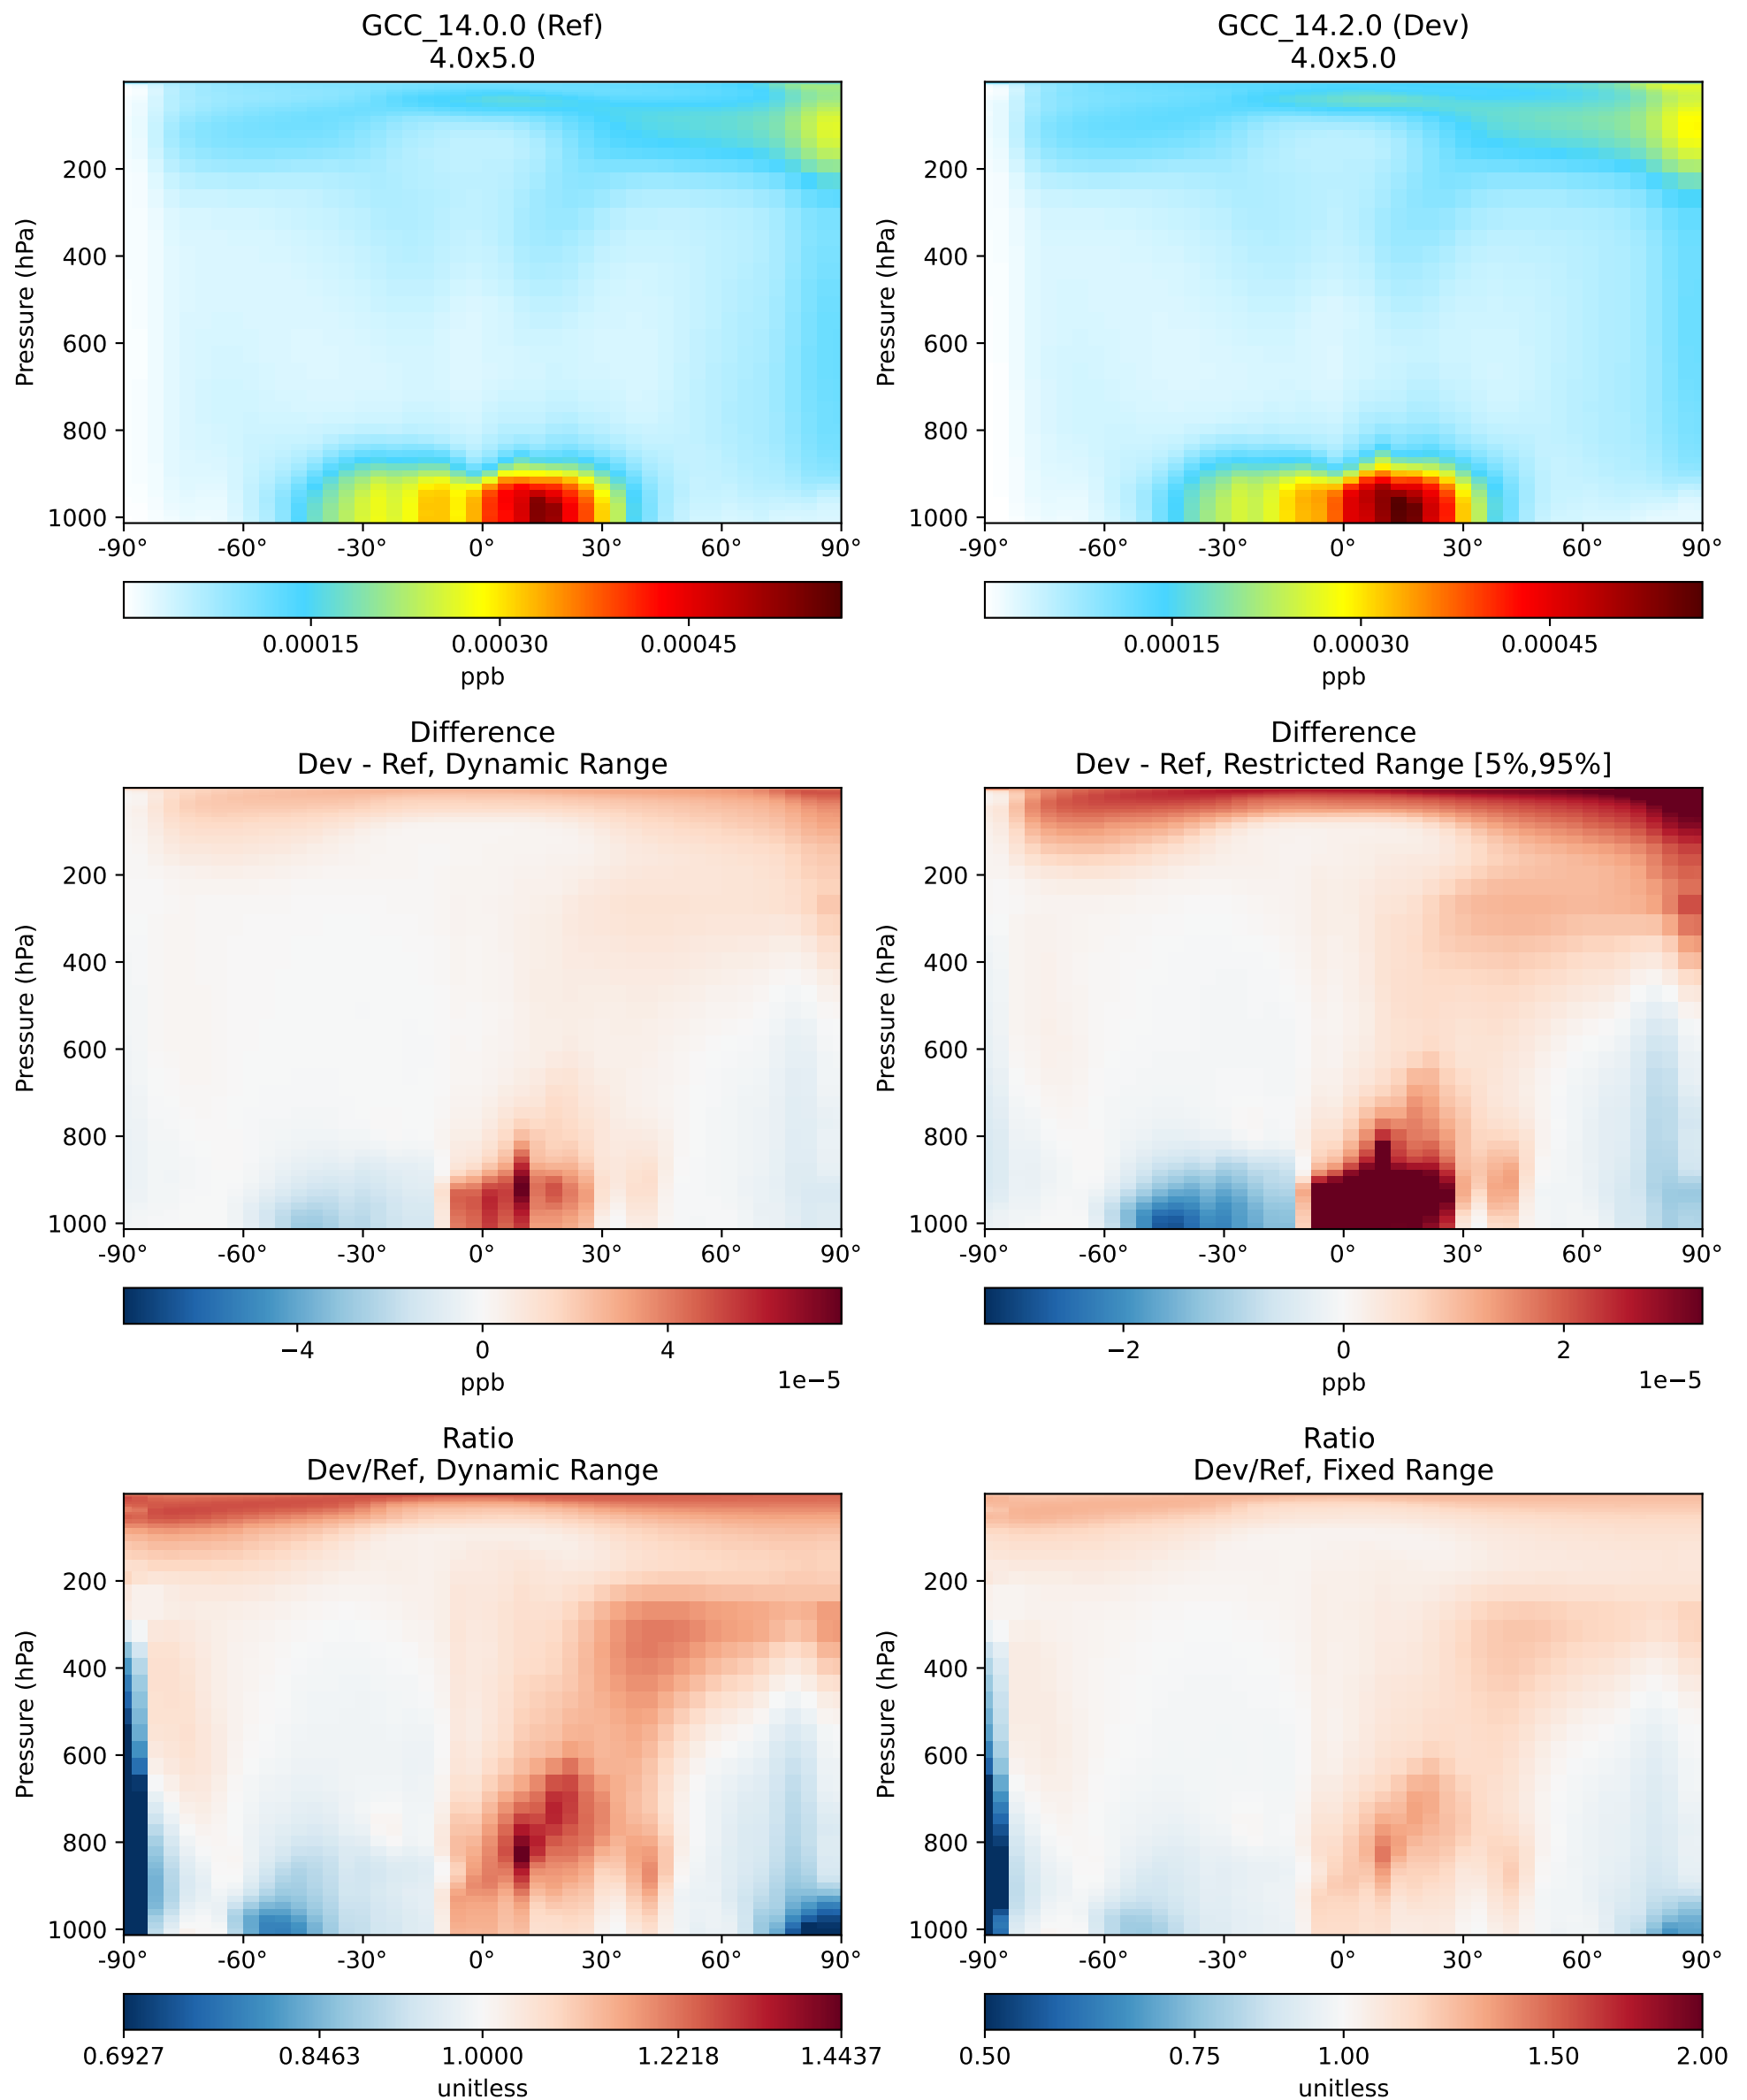 GCC_14.0.0 (Ref)
4.0x5.0
Pressure (hPa)
200
400
600
800
1000
-90° -60° -30° 0° 30° 60° 90°
0.00015 0.00030 0.00045
ppb
GCC_14.2.0 (Dev)
4.0x5.0
Pressure (hPa)
200
400
600
800
1000
-90° -60° -30° 0° 30° 60° 90°
0.00015 0.00030 0.00045
ppb
Difference
Dev - Ref, Dynamic Range
Pressure (hPa)
200
400
600
800
1000
-90° -60° -30° 0° 30° 60° 90°
−4 0 4
ppb 1e−5
Difference
Dev - Ref, Restricted Range [5%,95%]
Pressure (hPa)
200
400
600
800
1000
-90° -60° -30° 0° 30° 60° 90°
−2 0 2
ppb 1e−5
Ratio
Dev/Ref, Dynamic Range
Pressure (hPa)
200
400
600
800
1000
-90° -60° -30° 0° 30° 60° 90°
0.6927 0.8463 1.0000 1.2218 1.4437
unitless
Ratio
Dev/Ref, Fixed Range
Pressure (hPa)
200
400
600
800
1000
-90° -60° -30° 0° 30° 60° 90°
0.50 0.75 1.00 1.50 2.00
unitless